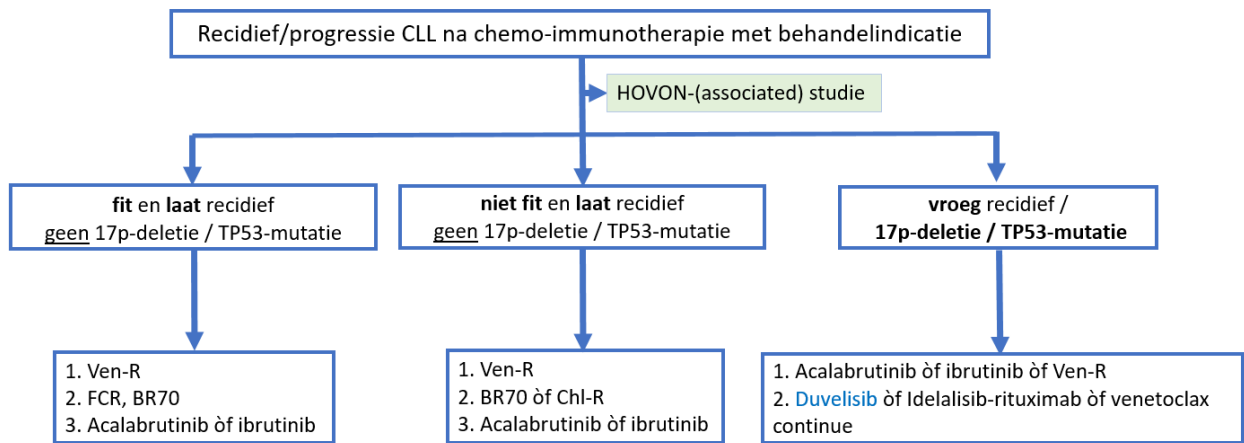 Recidief/progressie CLL na chemo-immunotherapie met behandelindicatie
HOVON-(associated) studie
fit en laat recidief
geen 17p-deletie / TP53-mutatie
niet fit en laat recidief
geen 17p-deletie / TP53-mutatie
vroeg recidief /
17p-deletie / TP53-mutatie
1. Ven-R
2. FCR, BR70
3. Acalabrutinib òf ibrutinib
1. Ven-R
2. BR70 òf Chl-R
3. Acalabrutinib òf ibrutinib
1. Acalabrutinib òf ibrutinib òf Ven-R
2. Duvelisib òf Idelalisib-rituximab òf venetoclax
continue